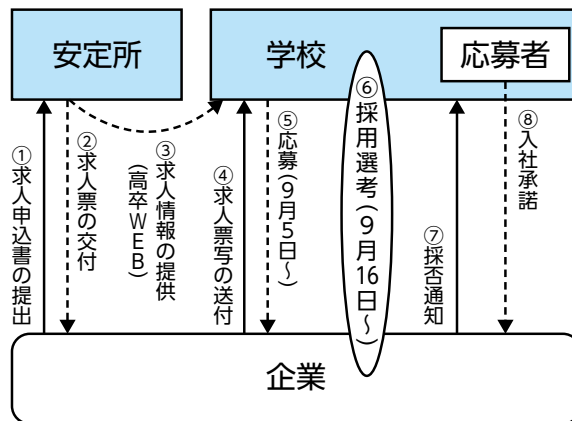 安定所
学校
応募者
①求人申込書の提出
②求人票の交付
③求人情報の提供
(高卒WEB)
④求人票写の送付
⑤応募(9月5日~)
⑥採用選考(9月16日~)
⑦採否通知
⑧入社承諾
企業